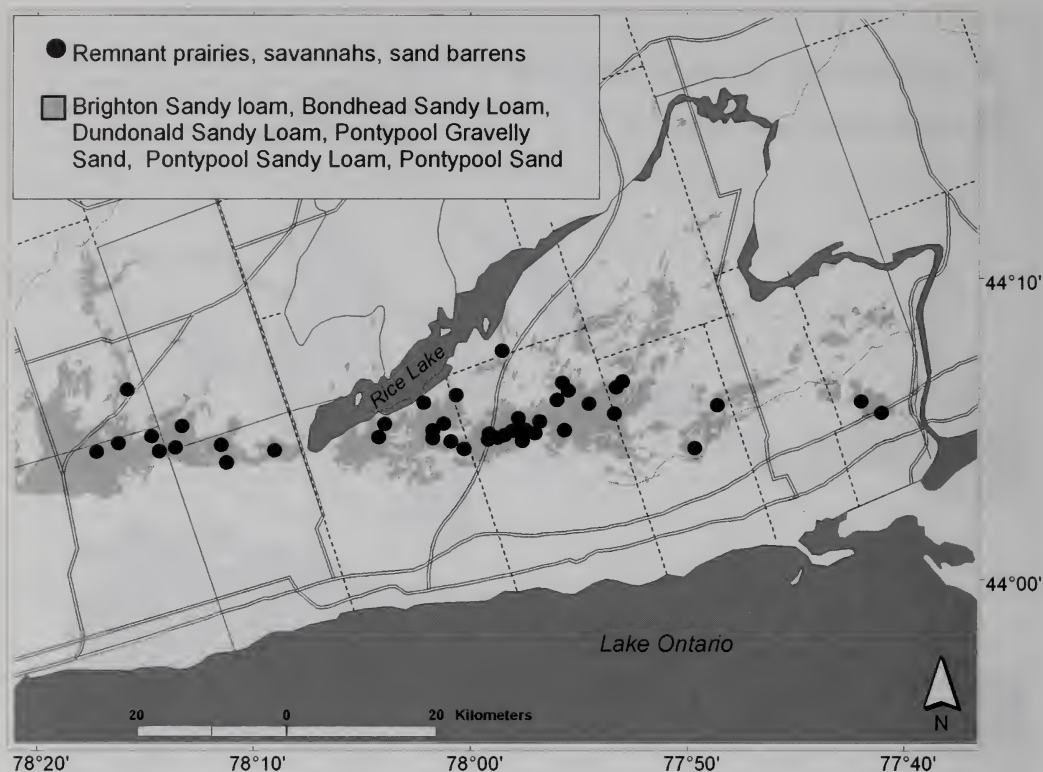 Remnant prairies, savannahs, sand barrens
Brighton Sandy loam, Bondhead Sandy Loam,
Dundonald Sandy Loam, Pontypool Gravelly
Sand, Pontypool Sandy Loam, Pontypool Sand
44°10'
Rice Lake
44°00'
Lake Ontario
20 0 20 Kilometers
N
78°20' 78°10' 78°00' 77°50' 77°40'